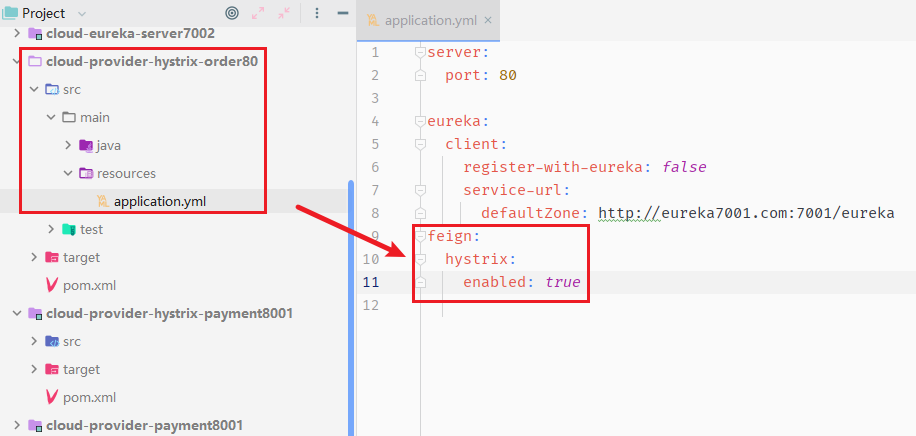 Project
cloud-eureka-server7002
cloud-provider-hystrix-order80
src
main
java
resources
application.yml
test
target
pom.xml
cloud-provider-hystrix-payment8001
src
target
pom.xml
cloud-provider-payment8001
application.yml
1 server:
2 port: 80
3
4 eureka:
5 client:
6 register-with-eureka: false
7 service-url:
8 defaultZone: http://eureka7001.com:7001/eureka
9 feign:
10 hystrix:
11 enabled: true
12